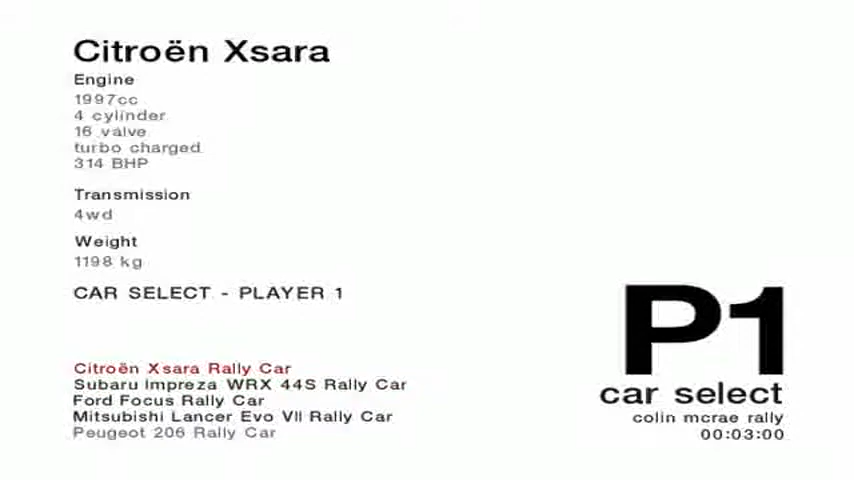 Citroën Xsara
Engine
1997cc
4 cylinder
16 valve
turbo charged
314 BHP
Transmission
4wd
Weight
1198 kg
CAR SELECT - PLAYER 1
Citroën Xsara Rally Car
Subaru Impreza WRX 44S Rally Car
Ford Focus Rally Car
Mitsubishi Lancer Evo VII Rally Car
Peugeot 206 Rally Car
P1
car select
colin mcrae rally
00:03:00